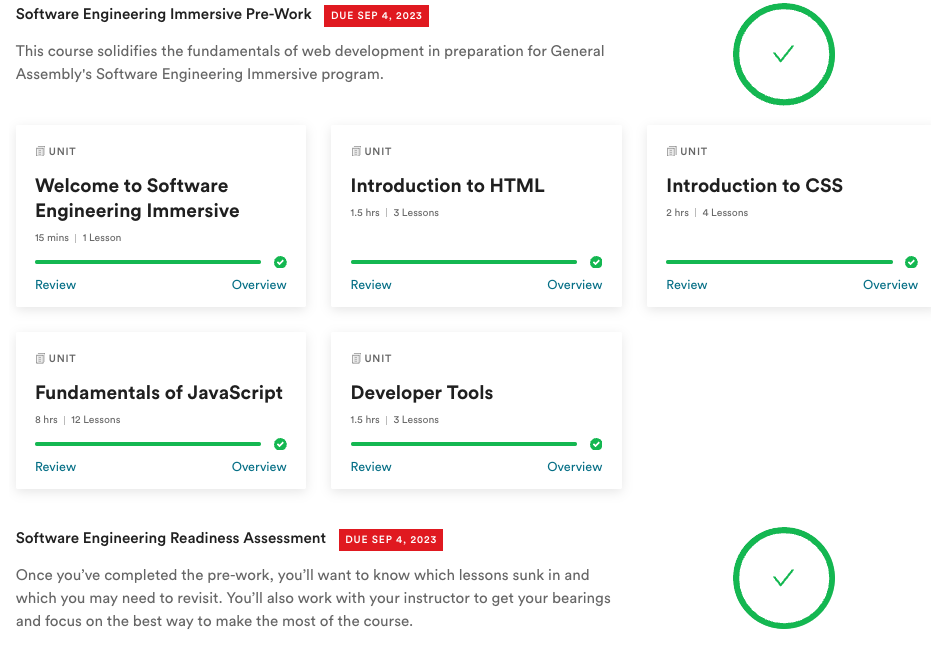 Software Engineering Immersive Pre-Work DUE SEP 4, 2023
This course solidifies the fundamentals of web development in preparation for General
Assembly's Software Engineering Immersive program.
UNIT
Welcome to Software
Engineering Immersive
15 mins | 1 Lesson
Review Overview
UNIT
Introduction to HTML
1.5 hrs | 3 Lessons
Review Overview
UNIT
Introduction to CSS
2 hrs | 4 Lessons
Review Overview
UNIT
Fundamentals of JavaScript
8 hrs | 12 Lessons
Review Overview
UNIT
Developer Tools
1.5 hrs | 3 Lessons
Review Overview
Software Engineering Readiness Assessment DUE SEP 4, 2023
Once you’ve completed the pre-work, you’ll want to know which lessons sunk in and
which you may need to revisit. You’ll also work with your instructor to get your bearings
and focus on the best way to make the most of the course.